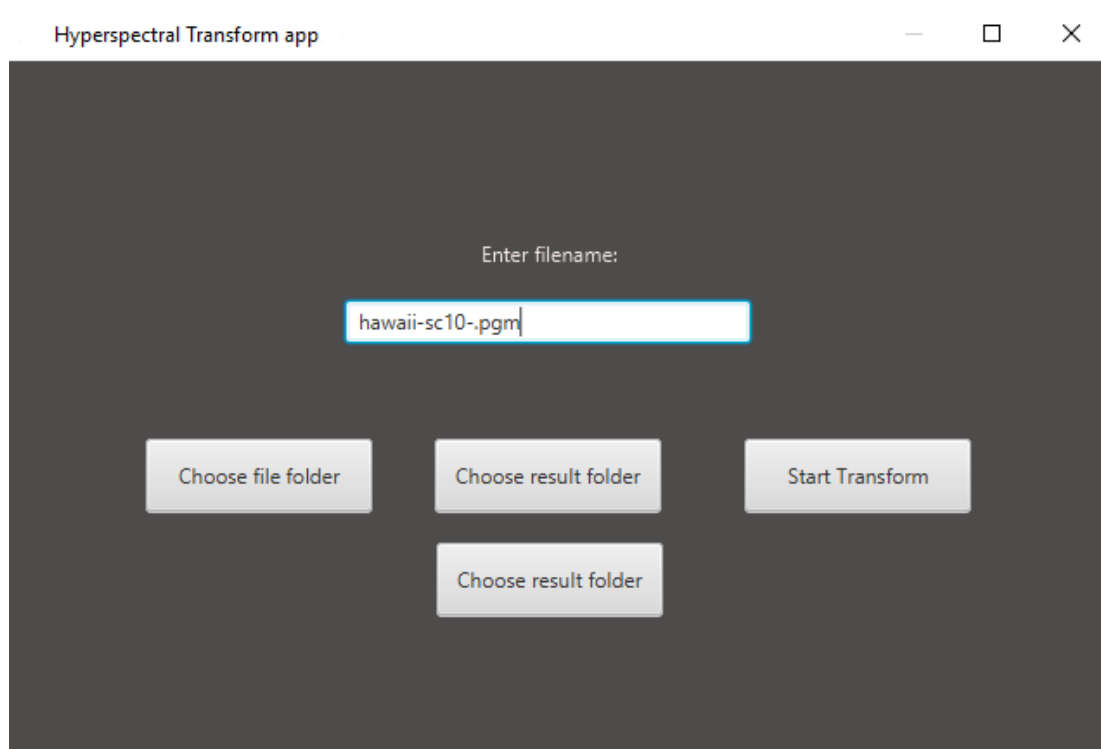 Hyperspectral Transform app
Enter filename:
hawaii-sc10-.pgm
Choose file folder
Choose result folder
Start Transform
Choose result folder